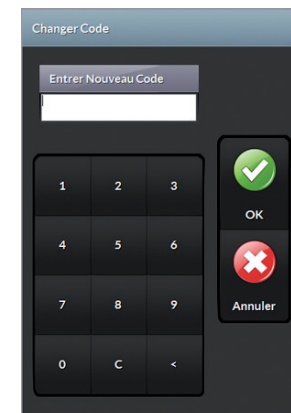 Changer Code
Entrer Nouveau Code
1 2 3
OK
4 5 6
7 8 9
Annuler
0 C <